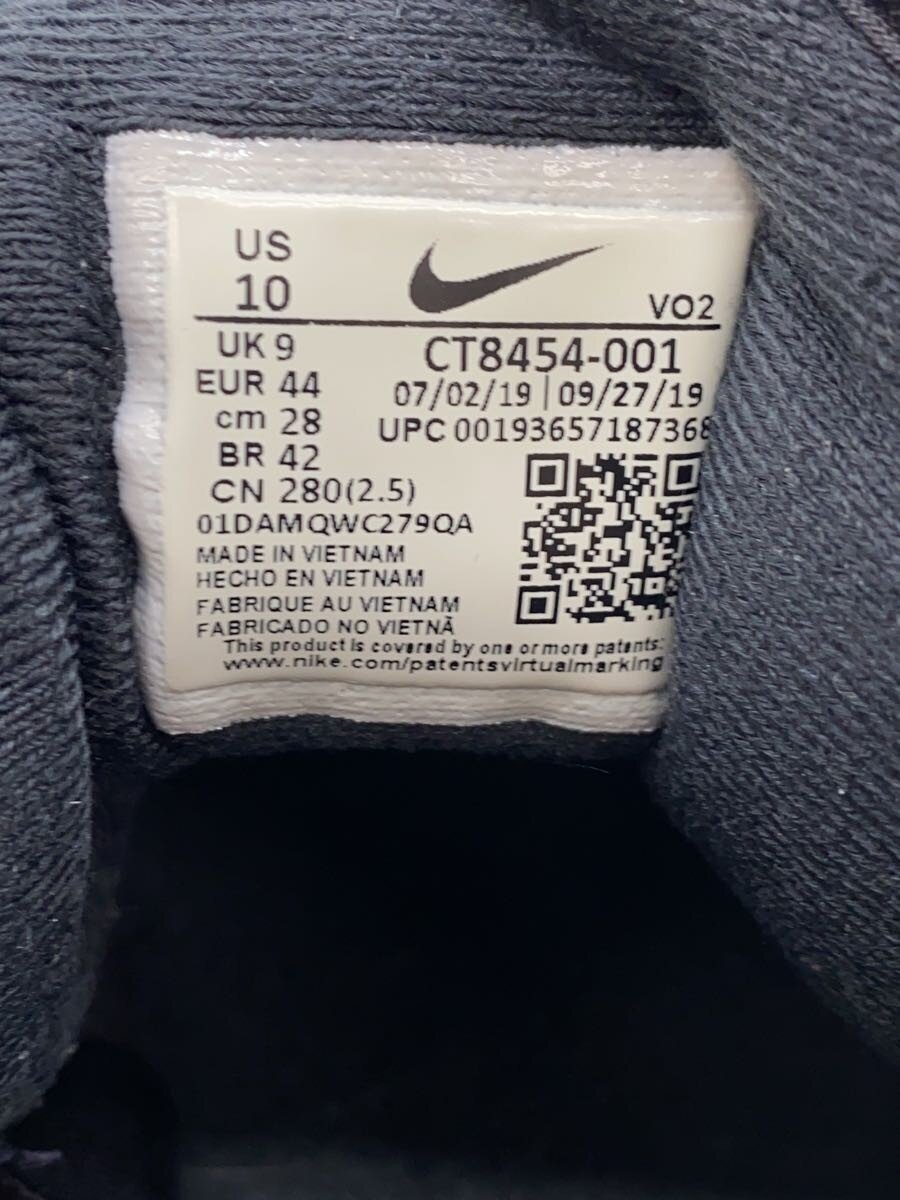 US
10
VO2
UK 9
CT8454-001
EUR 44
07/02/19 | 09/27/19
cm 28
UPC 00193657187368
BR 42
CN 280(2.5)
01DAMQWC279QA
MADE IN VIETNAM
HECHO EN VIETNAM
FABRIQUE AU VIETNAM
FABRICADO NO VIETNÃ
This product is covered by one or more patents:
www.nike.com/patentsvirtualmarking